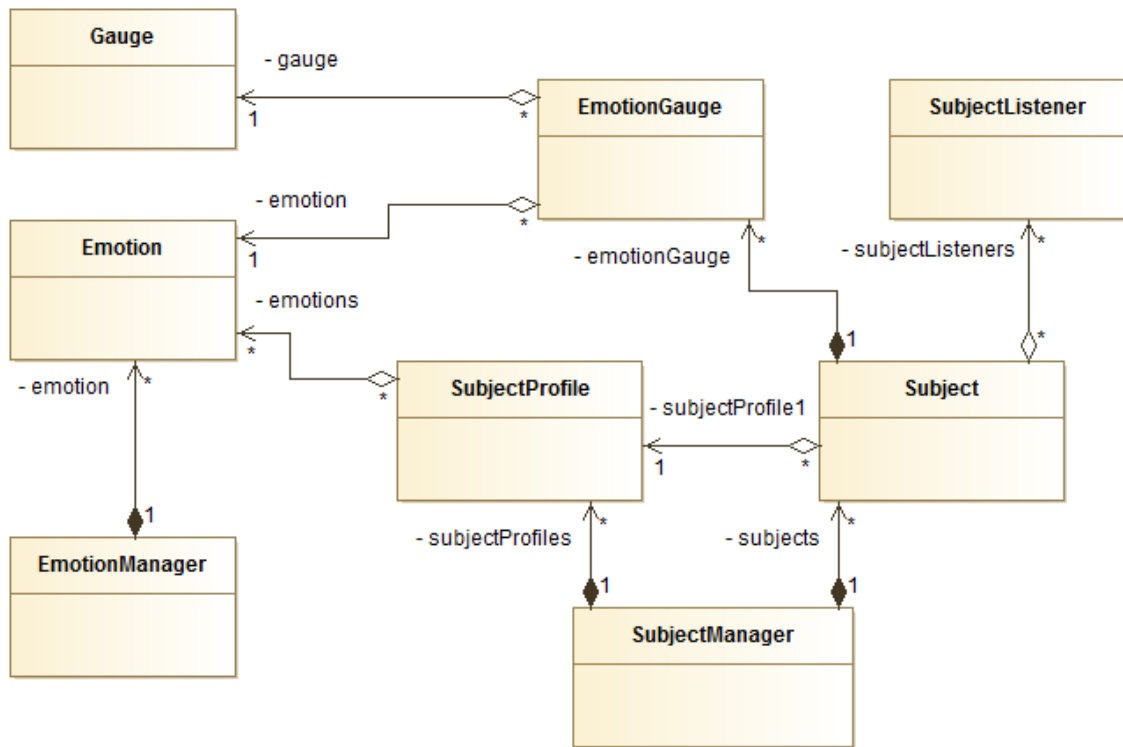 Gauge
- gauge
1
*
EmotionGauge
SubjectListener
- emotion
1
*
Emotion
- emotionGauge
*
- subjectListeners
*
- emotions
*
*
- emotion
*
SubjectProfile
- subjectProfile1
1
*
1
*
Subject
1
EmotionManager
- subjectProfiles
*
1
- subjects
*
1
SubjectManager